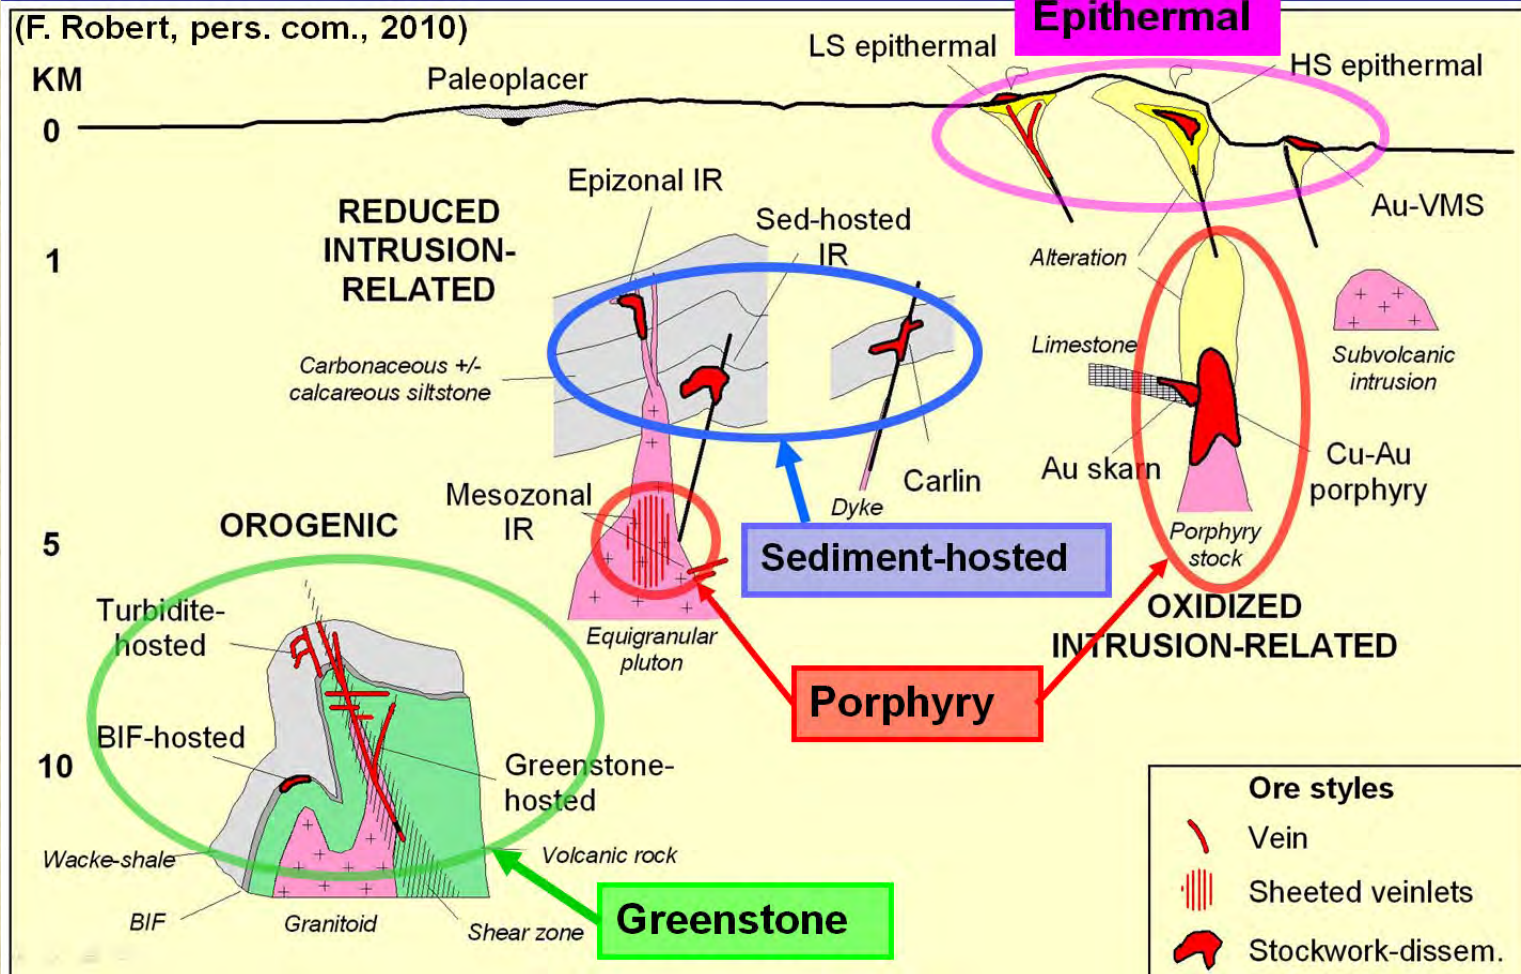 (F. Robert, pers. com., 2010)
Epithermal
KM
Paleoplacer
LS epithermal
HS epithermal
0
Epizonal IR
REDUCED
INTRUSION-
RELATED
Sed-hosted
IR
Au-VMS
1
Alteration
Carbonaceous +/-
calcareous siltstone
Limestone
Subvolcanic
intrusion
Mesozonal
IR
Carlin
Dyke
Au skarn
Cu-Au
porphyry
OROGENIC
5
Sediment-hosted
Porphyry
stock
Turbidite-
hosted
Equigranular
pluton
OXIDIZED
INTRUSION-RELATED
Porphyry
BIF-hosted
10
Greenstone-
hosted
Wacke-shale
Volcanic rock
BIF
Granitoid
Shear zone
Greenstone
Ore styles
Vein
Sheeted veinlets
Stockwork-dissem.